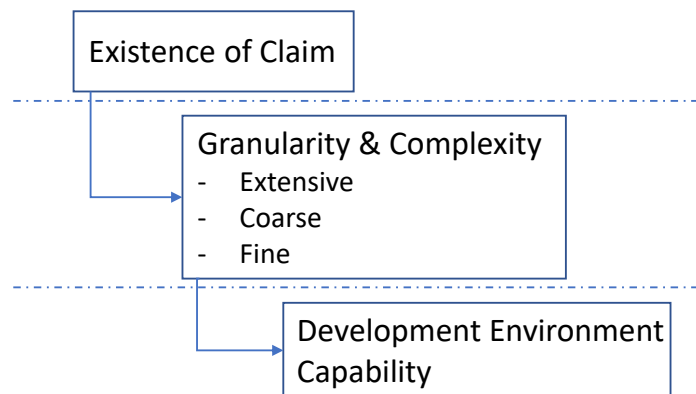 Existence of Claim
Granularity & Complexity
- Extensive
- Coarse
- Fine
Development Environment
Capability